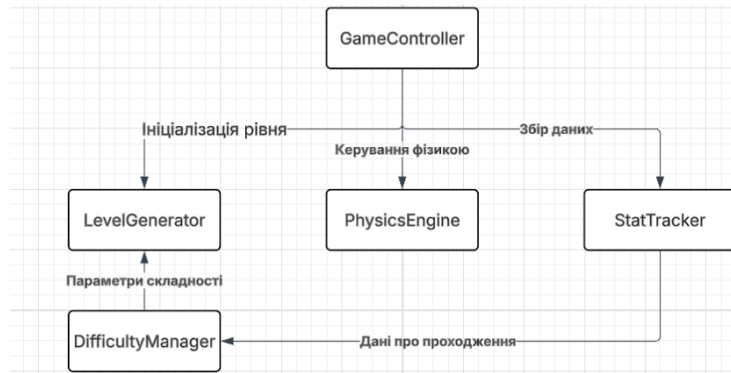 GameController
Ініціалізація рівня
Збір даних
Керування фізикою
LevelGenerator
PhysicsEngine
StatTracker
Параметри складності
DifficultyManager
Дані про проходження